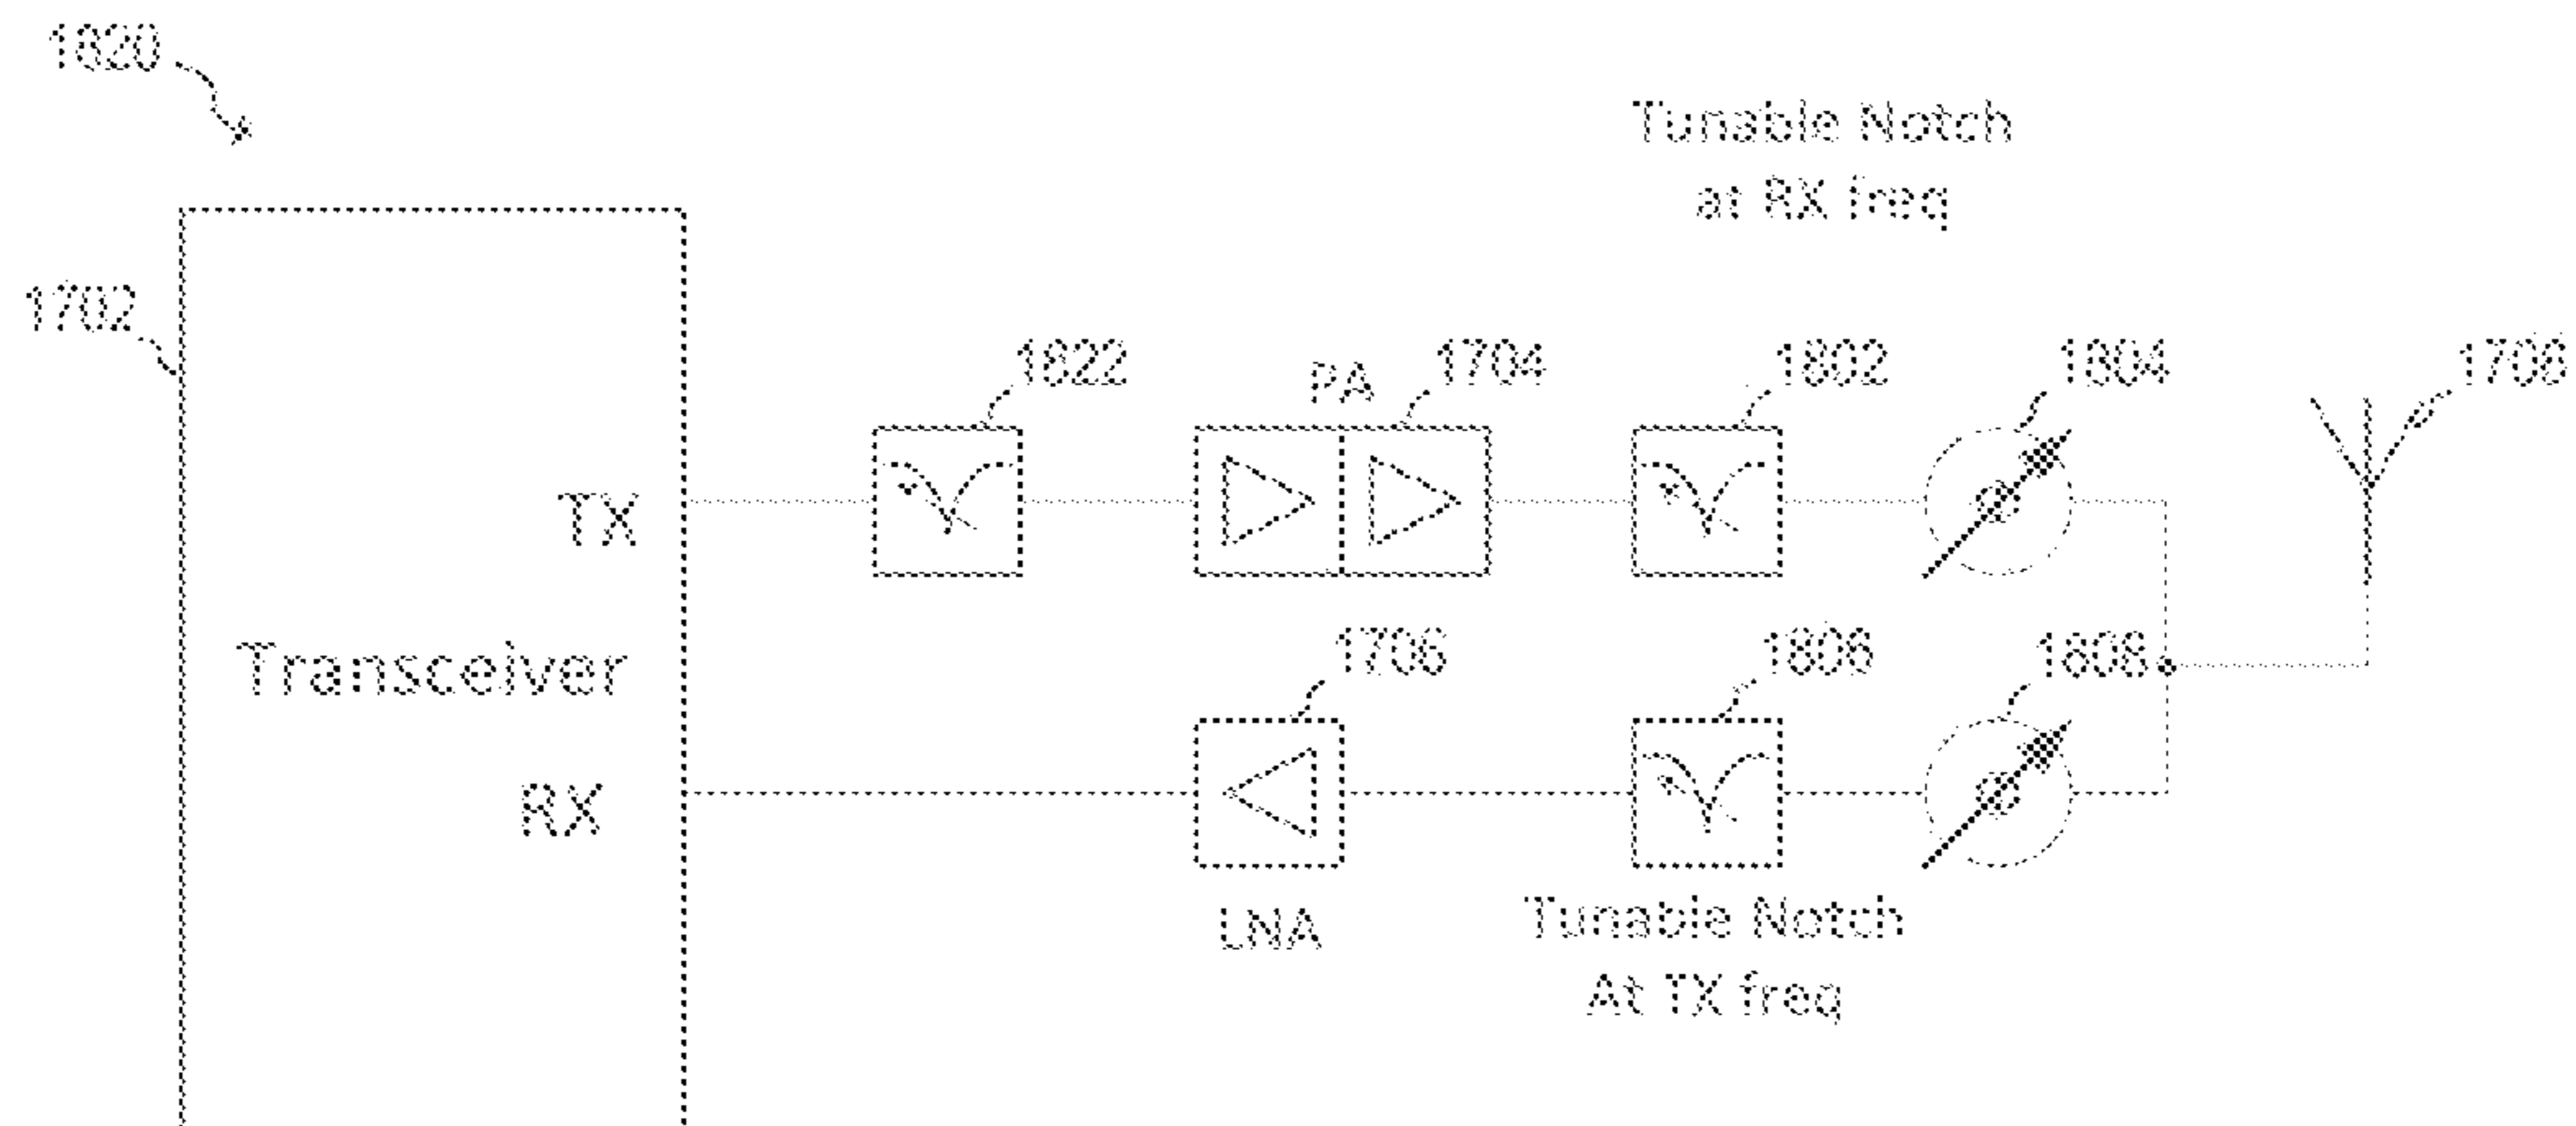 1820
Tunable Notch
at RX freq
1702
1822
PA
1704
1802
1804
1708
TX
Transceiver
1706
1806
1808
RX
LNA
Tunable Notch
At TX freq